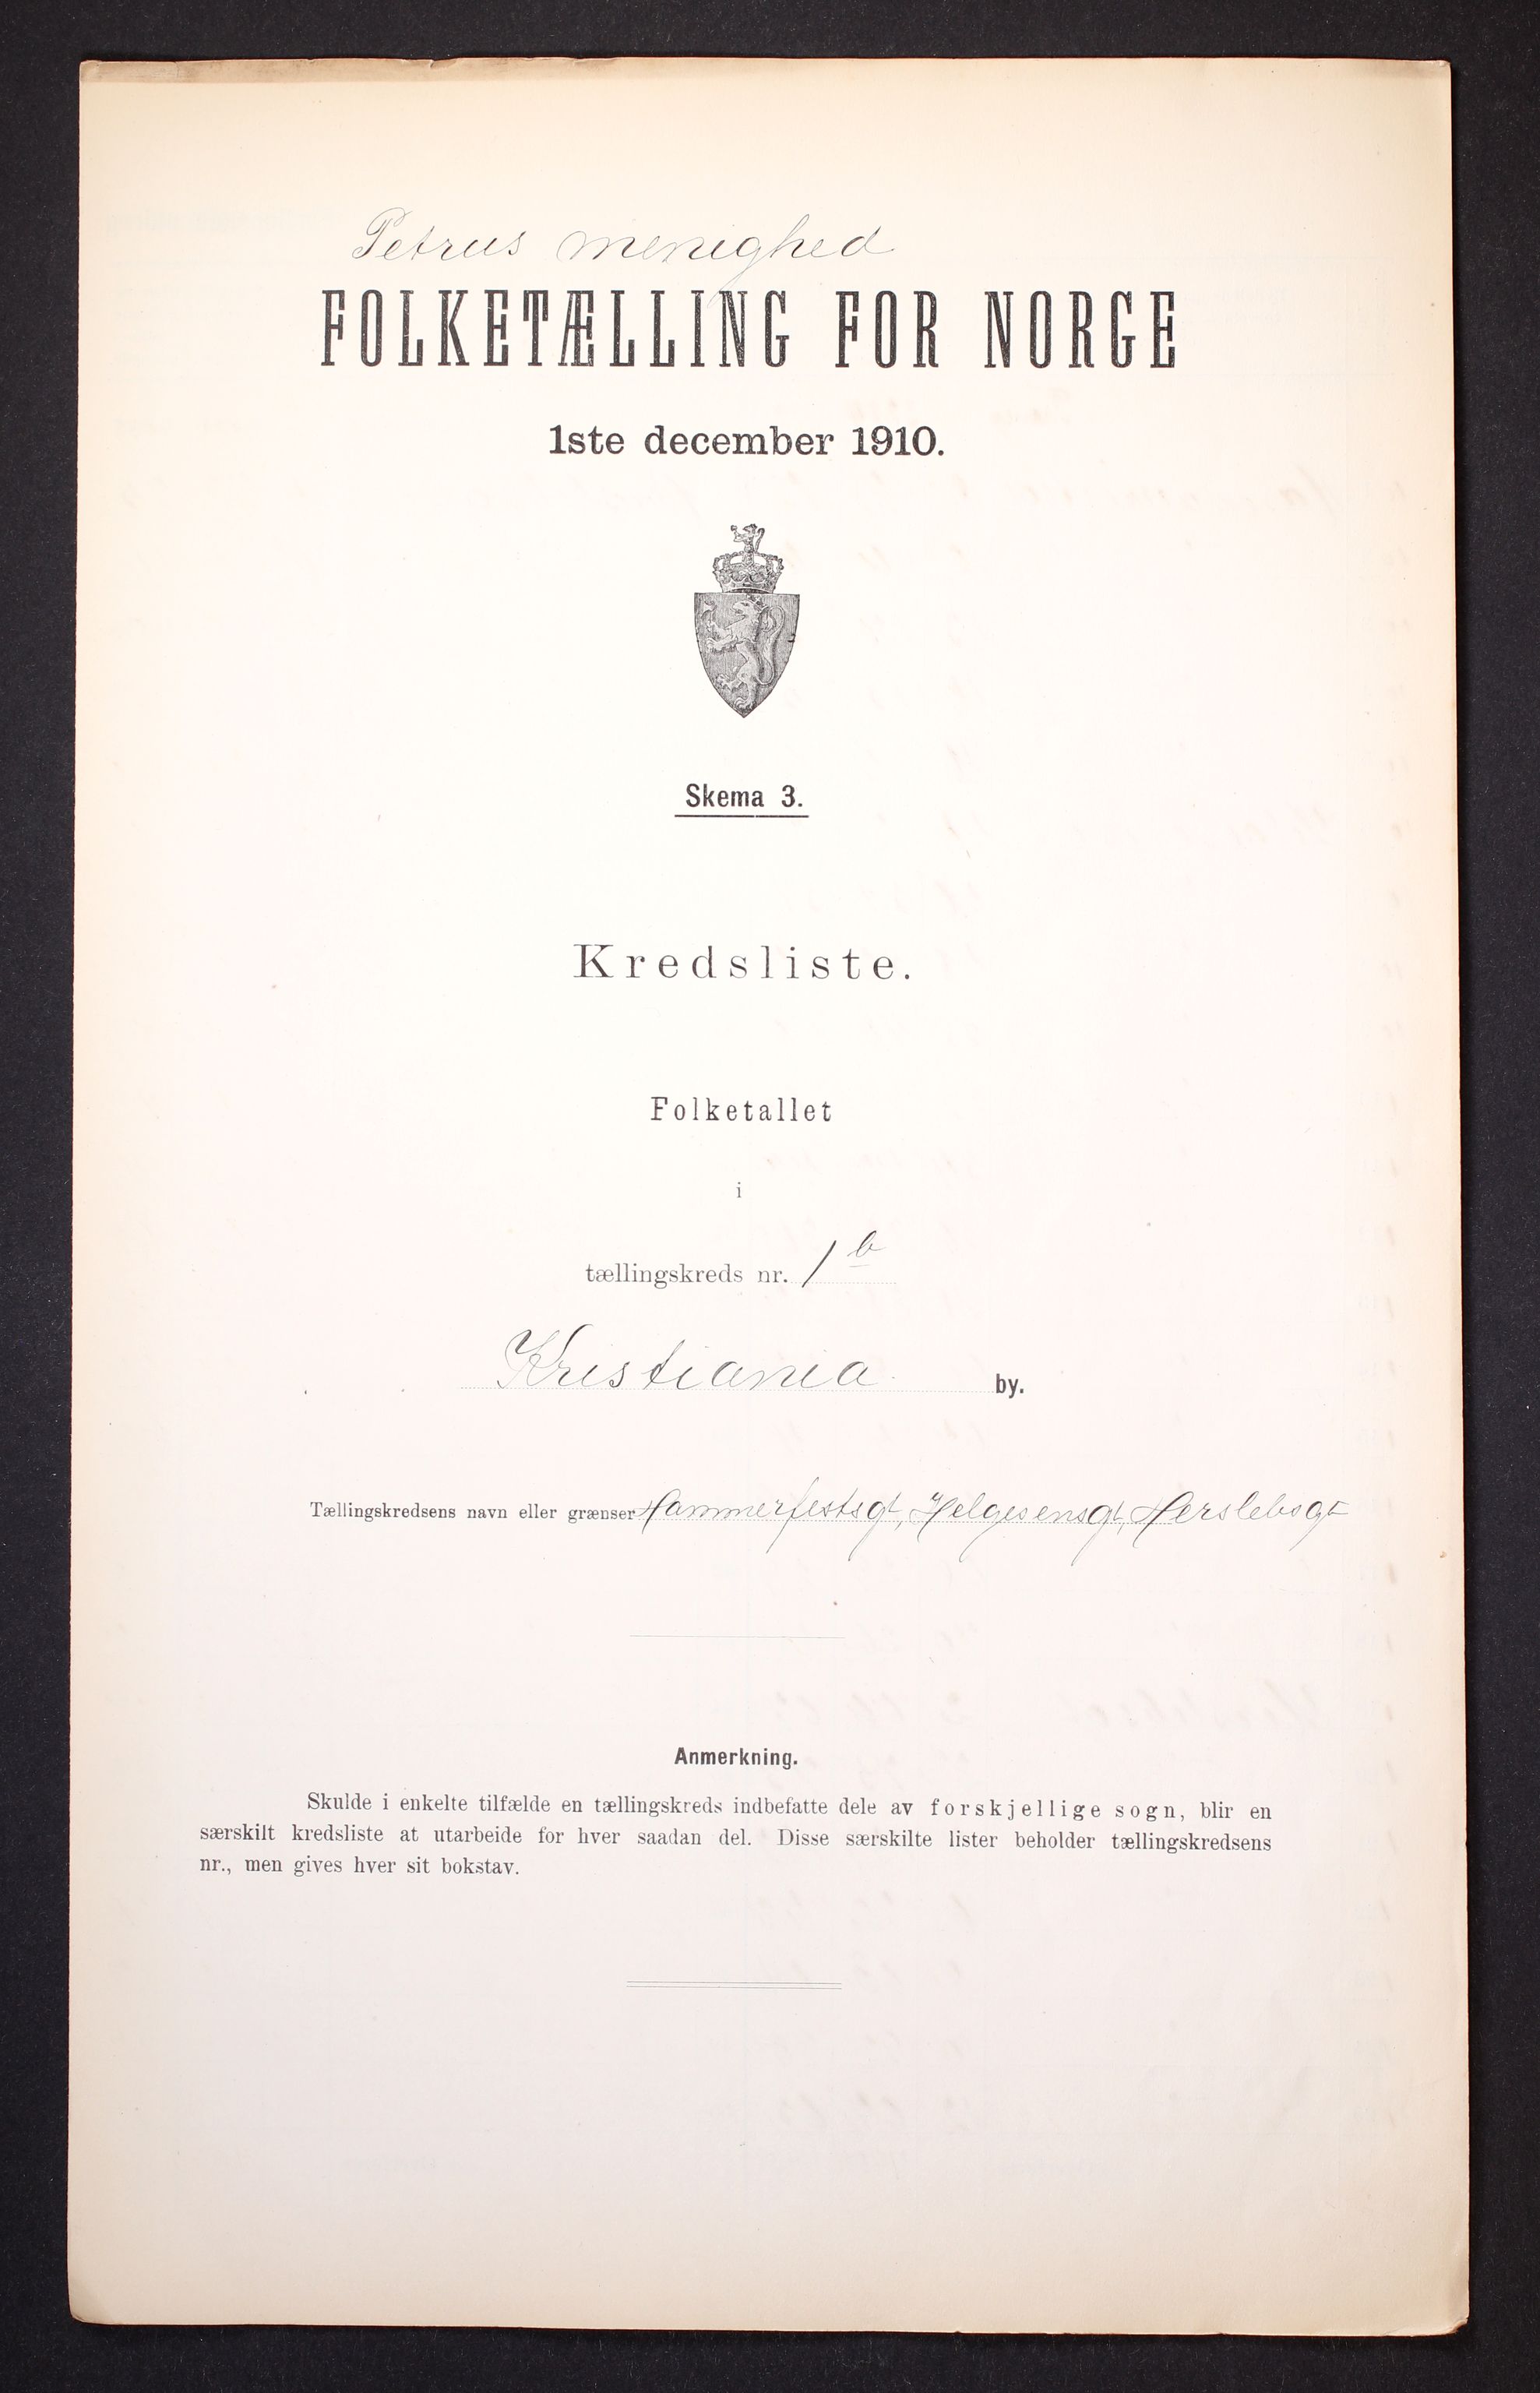 Petrus menighed
FOLKETÆLLING FOR NORGE
1ste december 1910.
Skema 3.
Kredsliste.
Folketallet
i
tællingskreds nr. 1 b
Kristiania by.
Tællingskredsens navn eller grænser Hammerfestsgt, Helgesensgt, Herslebsgt
Anmerkning.
Skulde i enkelte tilfælde en tællingskreds indbefatte dele av forskjellige sogn, blir en
særskilt kredsliste at utarbeide for hver saadan del. Disse særskilte lister beholder tællingskredsens
nr., men gives hver sit bokstav.